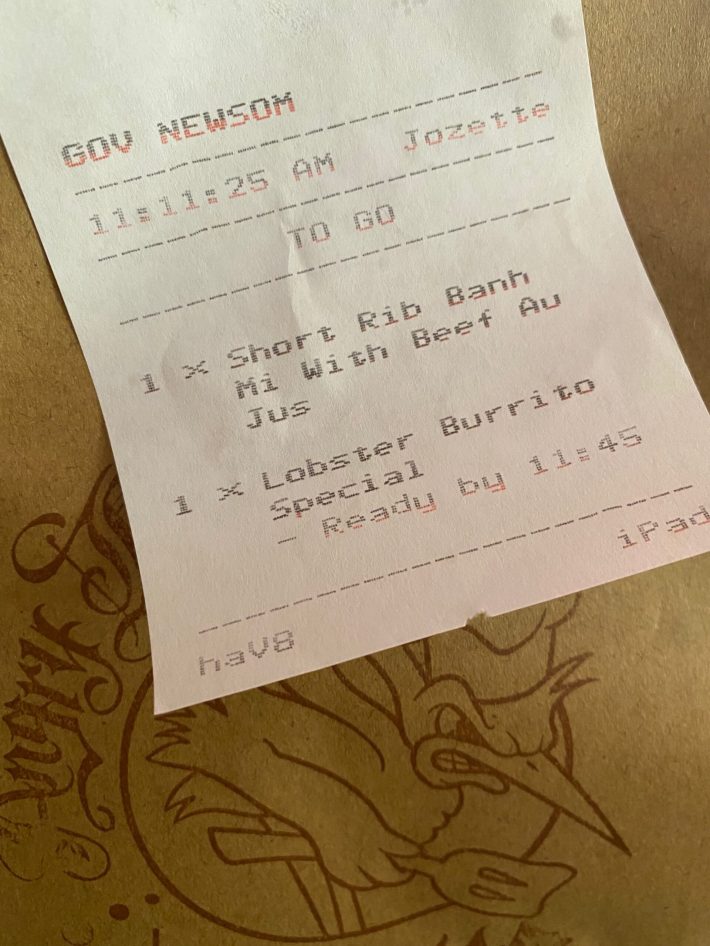 GOV NEWSOM
11:11:25 AM Jozette
TO GO
1 x Short Rib Banh
Mi With Beef Au
Jus
1 x Lobster Burrito
Special
- Ready by 11:45
iPad
hav8